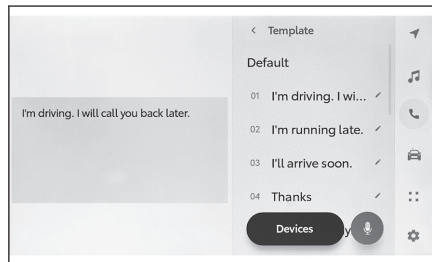 I'm driving. I will call you back later.
< Template
Default
01 I'm driving. I wi...
02 I'm running late.
03 I'll arrive soon.
04 Thanks
Devices
y